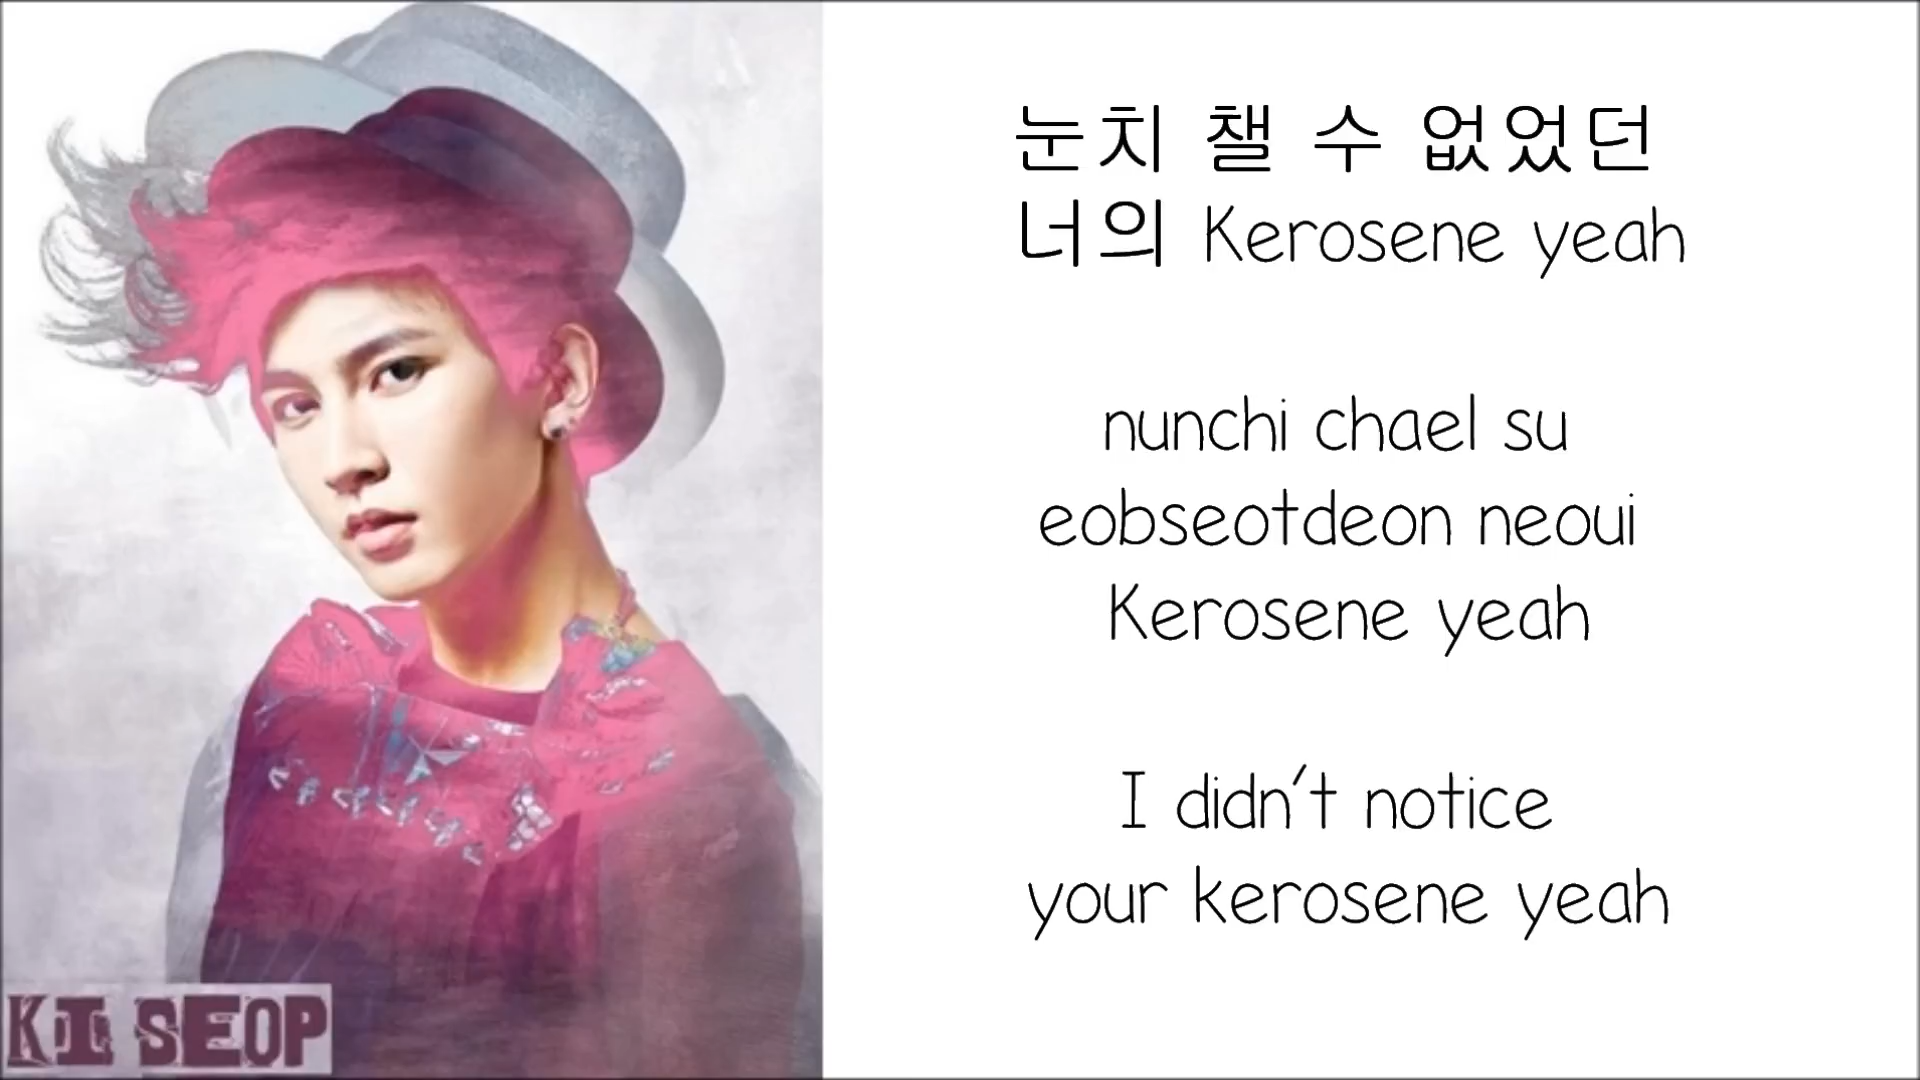 눈치 챌 수 없었던
너의 Kerosene yeah
nunchi chael su
eobseotdeon neoui
Kerosene yeah
I didn't notice
your kerosene yeah
KI SEOP